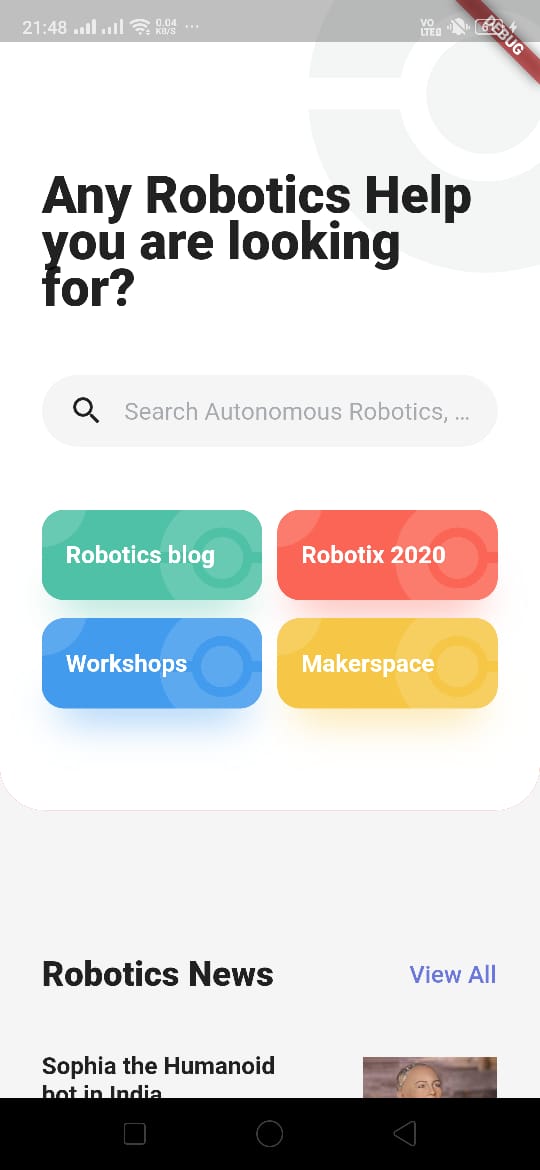 21:48
0.04
KB/S
VO
LTE
DEBUG
Any Robotics Help
you are looking
for?
Search Autonomous Robotics, ...
Robotics blog
Robotix 2020
Workshops
Makerspace
Robotics News
View All
Sophia the Humanoid
bot in India